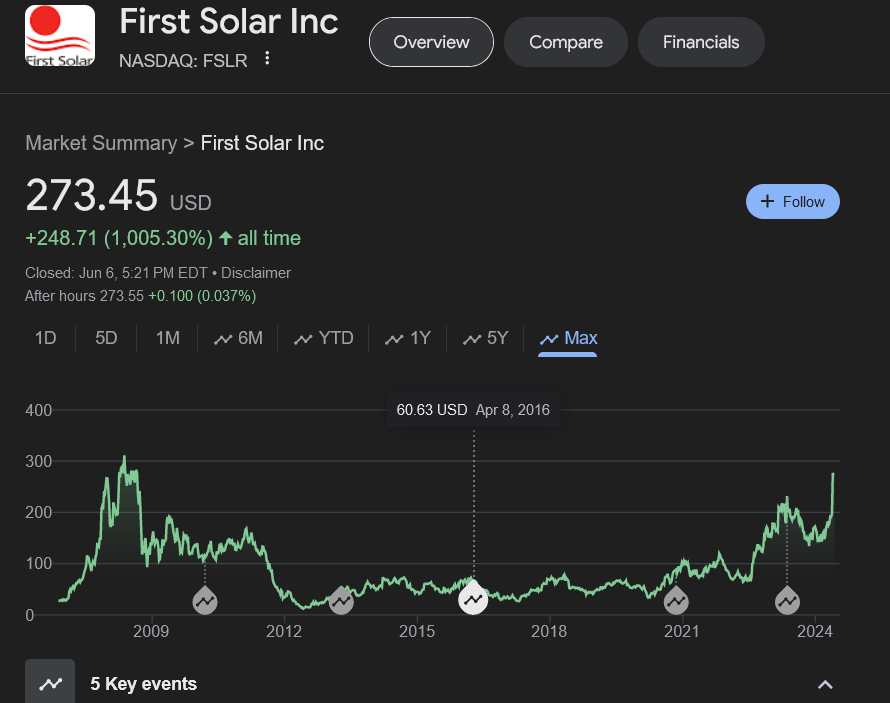 First Solar Inc
NASDAQ: FSLR
First Solar
Overview
Compare
Financials
Market Summary > First Solar Inc
273.45 USD
+ Follow
+248.71 (1,005.30%) ↑ all time
Closed: Jun 6, 5:21 PM EDT • Disclaimer
After hours 273.55 +0.100 (0.037%)
1D 5D 1M 6M YTD 1Y 5Y Max
60.63 USD Apr 8, 2016
400
300
200
100
0
2009 2012 2015 2018 2021 2024
5 Key events